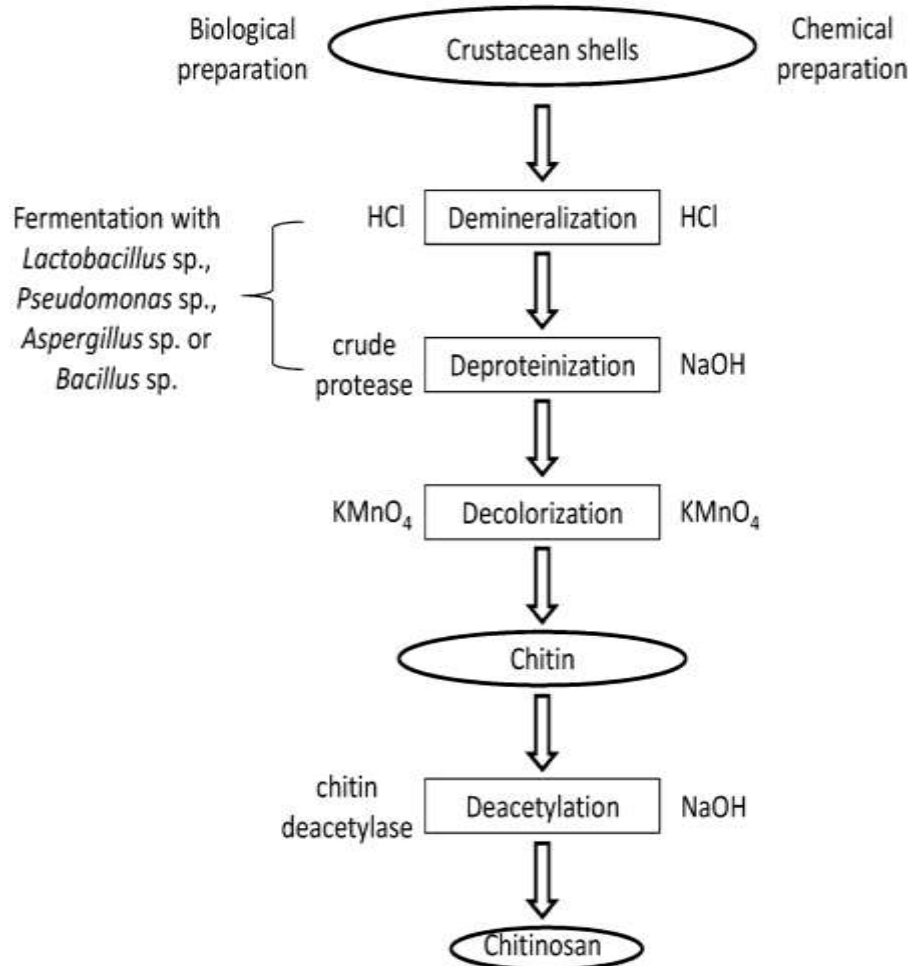 Biological
preparation
Crustacean shells
Chemical
preparation
Fermentation with
Lactobacillus sp.,
Pseudomonas sp.,
Aspergillus sp. or
Bacillus sp.
HCl
Demineralization
HCl
crude
protease
Deproteinization
NaOH
KMnO₄
Decolorization
KMnO₄
Chitin
chitin
deacetylase
Deacetylation
NaOH
Chitinosan